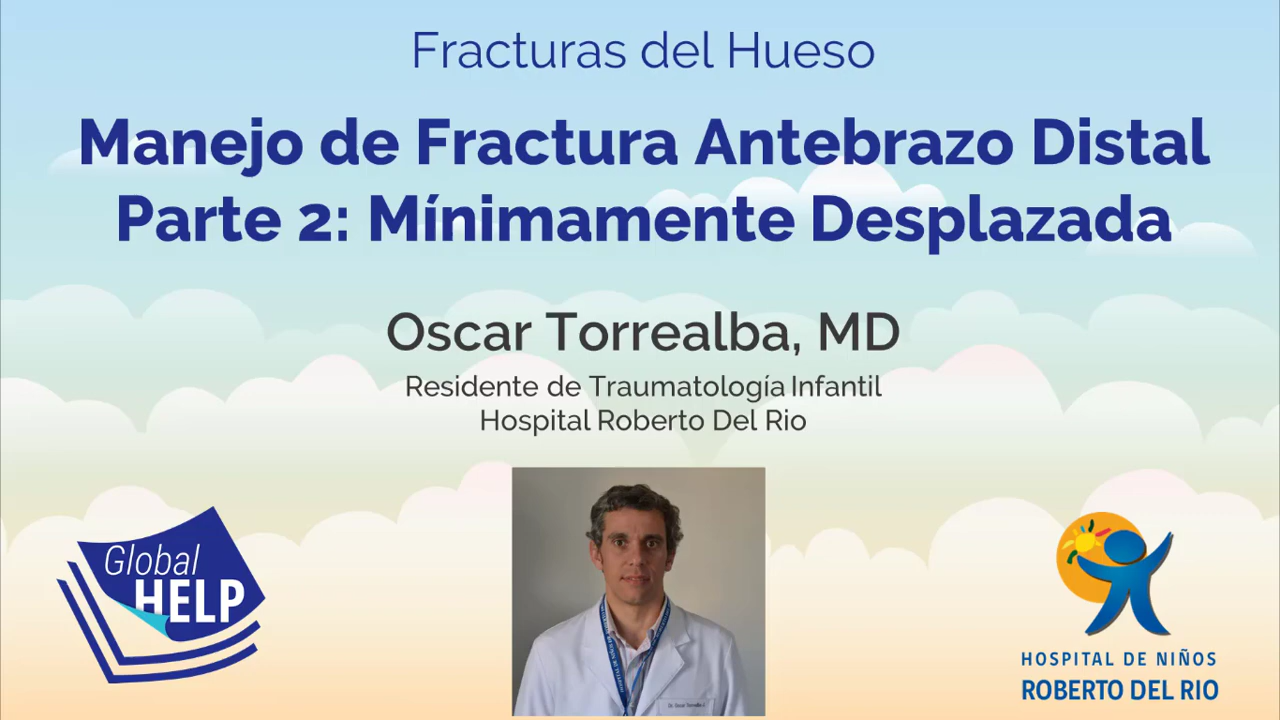 Fracturas del Hueso
Manejo de Fractura Antebrazo Distal
Parte 2: Mínimamente Desplazada
Oscar Torrealba, MD
Residente de Traumatología Infantil
Hospital Roberto Del Rio
Global
HELP
HOSPITAL DE NIÑOS
ROBERTO DEL RIO